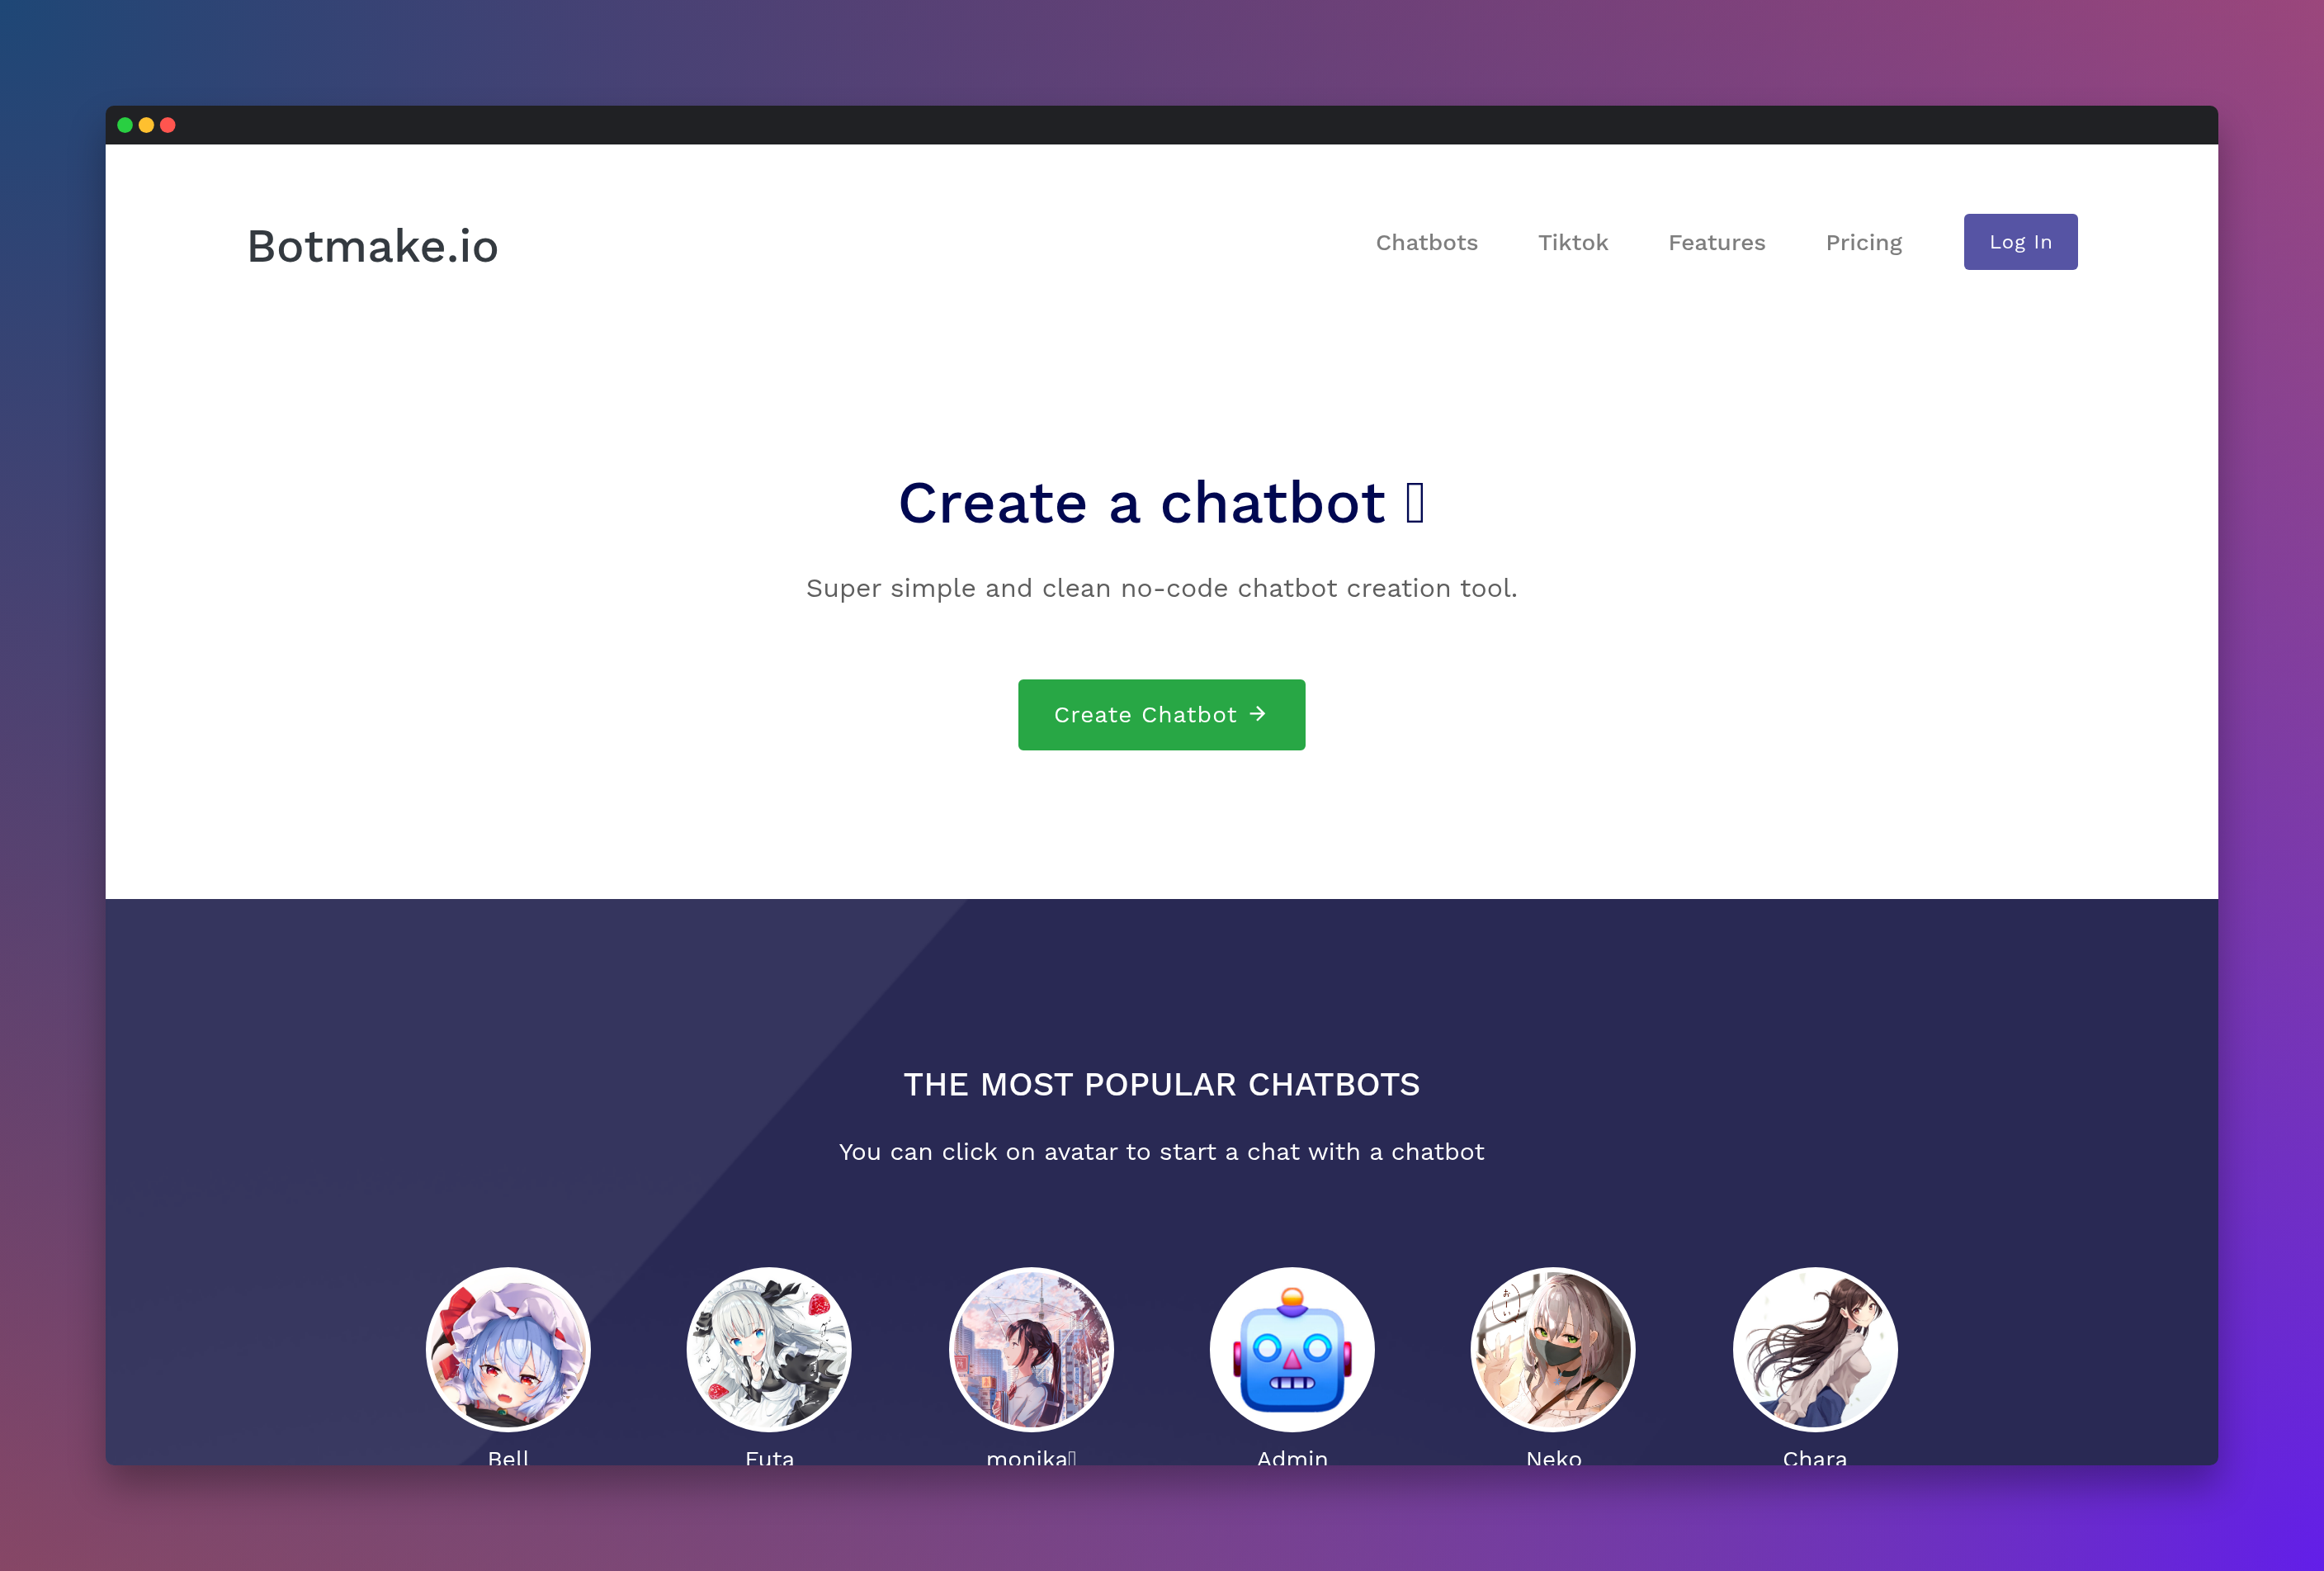 Botmake.io
Chatbots
Tiktok
Features
Pricing
Log In
Create a chatbot
Super simple and clean no-code chatbot creation tool.
Create Chatbot →
THE MOST POPULAR CHATBOTS
You can click on avatar to start a chat with a chatbot
Bell
Futa
monika
Admin
Neko
Chara